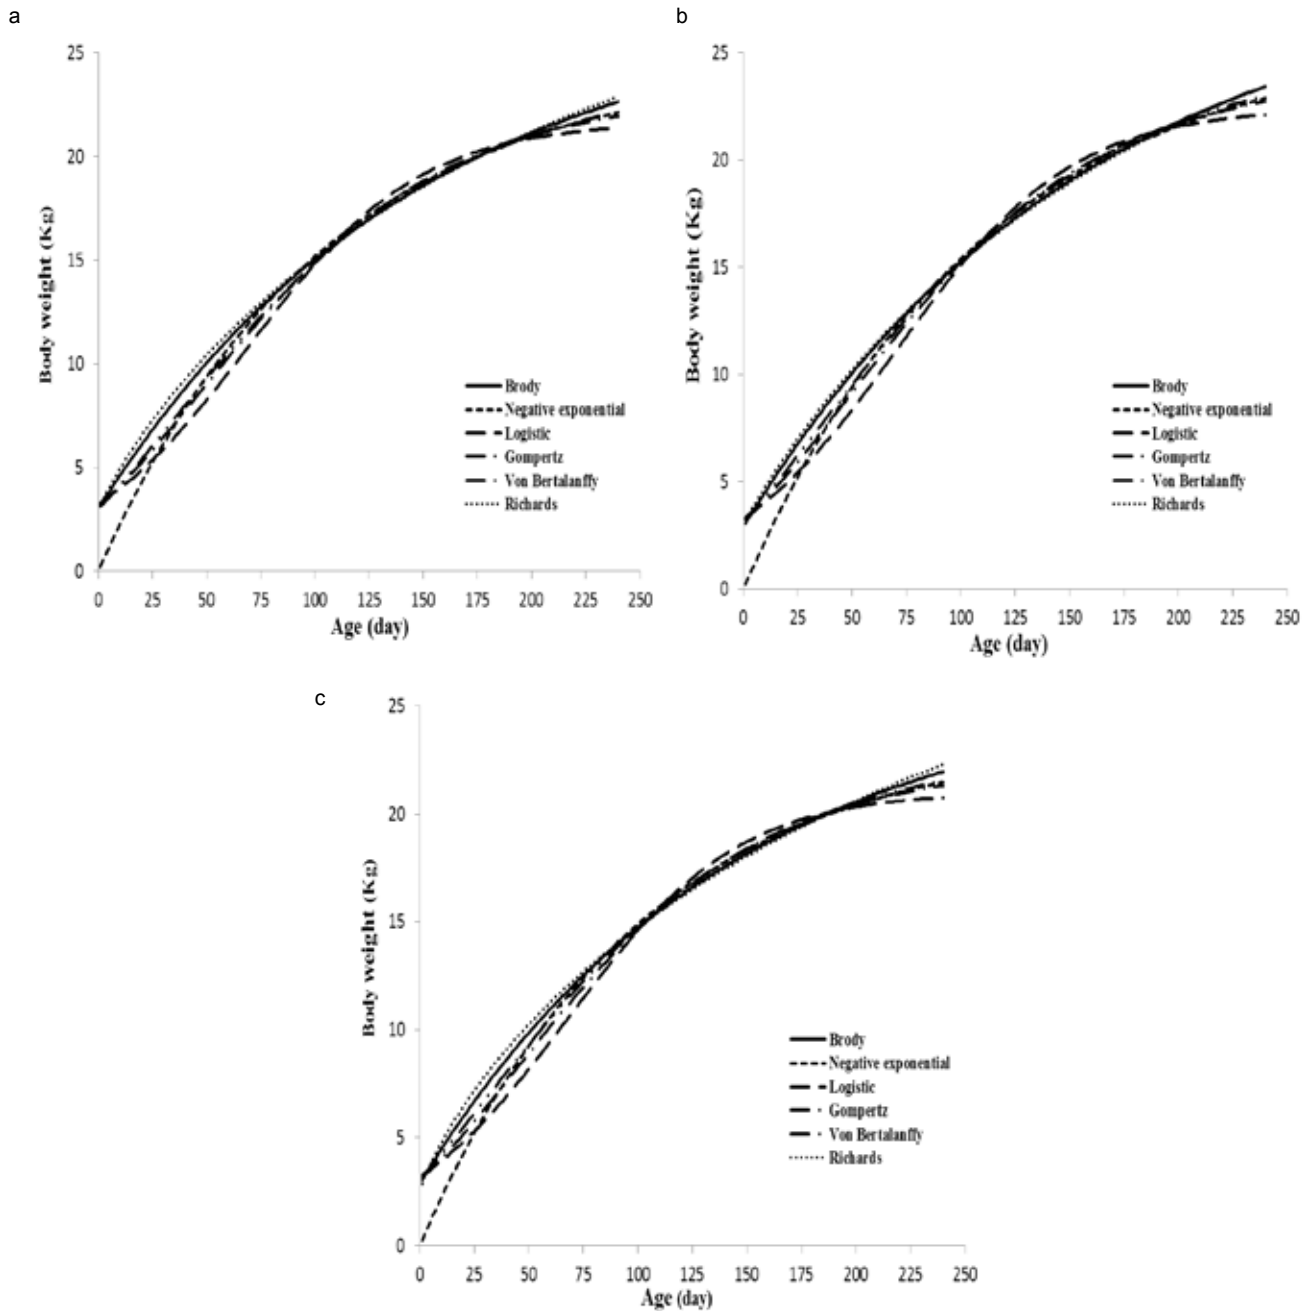 a
25
20
15
10
5
0
Body weight (Kg)
Brody
Negative exponential
Logistic
Gompertz
Von Bertalanffy
Richards
0 25 50 75 100 125 150 175 200 225 250
Age (day)
b
25
20
15
10
5
0
Body weight (Kg)
Brody
Negative exponential
Logistic
Gompertz
Von Bertalanffy
Richards
0 25 50 75 100 125 150 175 200 225 250
Age (day)
c
25
20
15
10
5
0
Body weight (Kg)
Brody
Negative exponential
Logistic
Gompertz
Von Bertalanffy
Richards
0 25 50 75 100 125 150 175 200 225 250
Age (day)